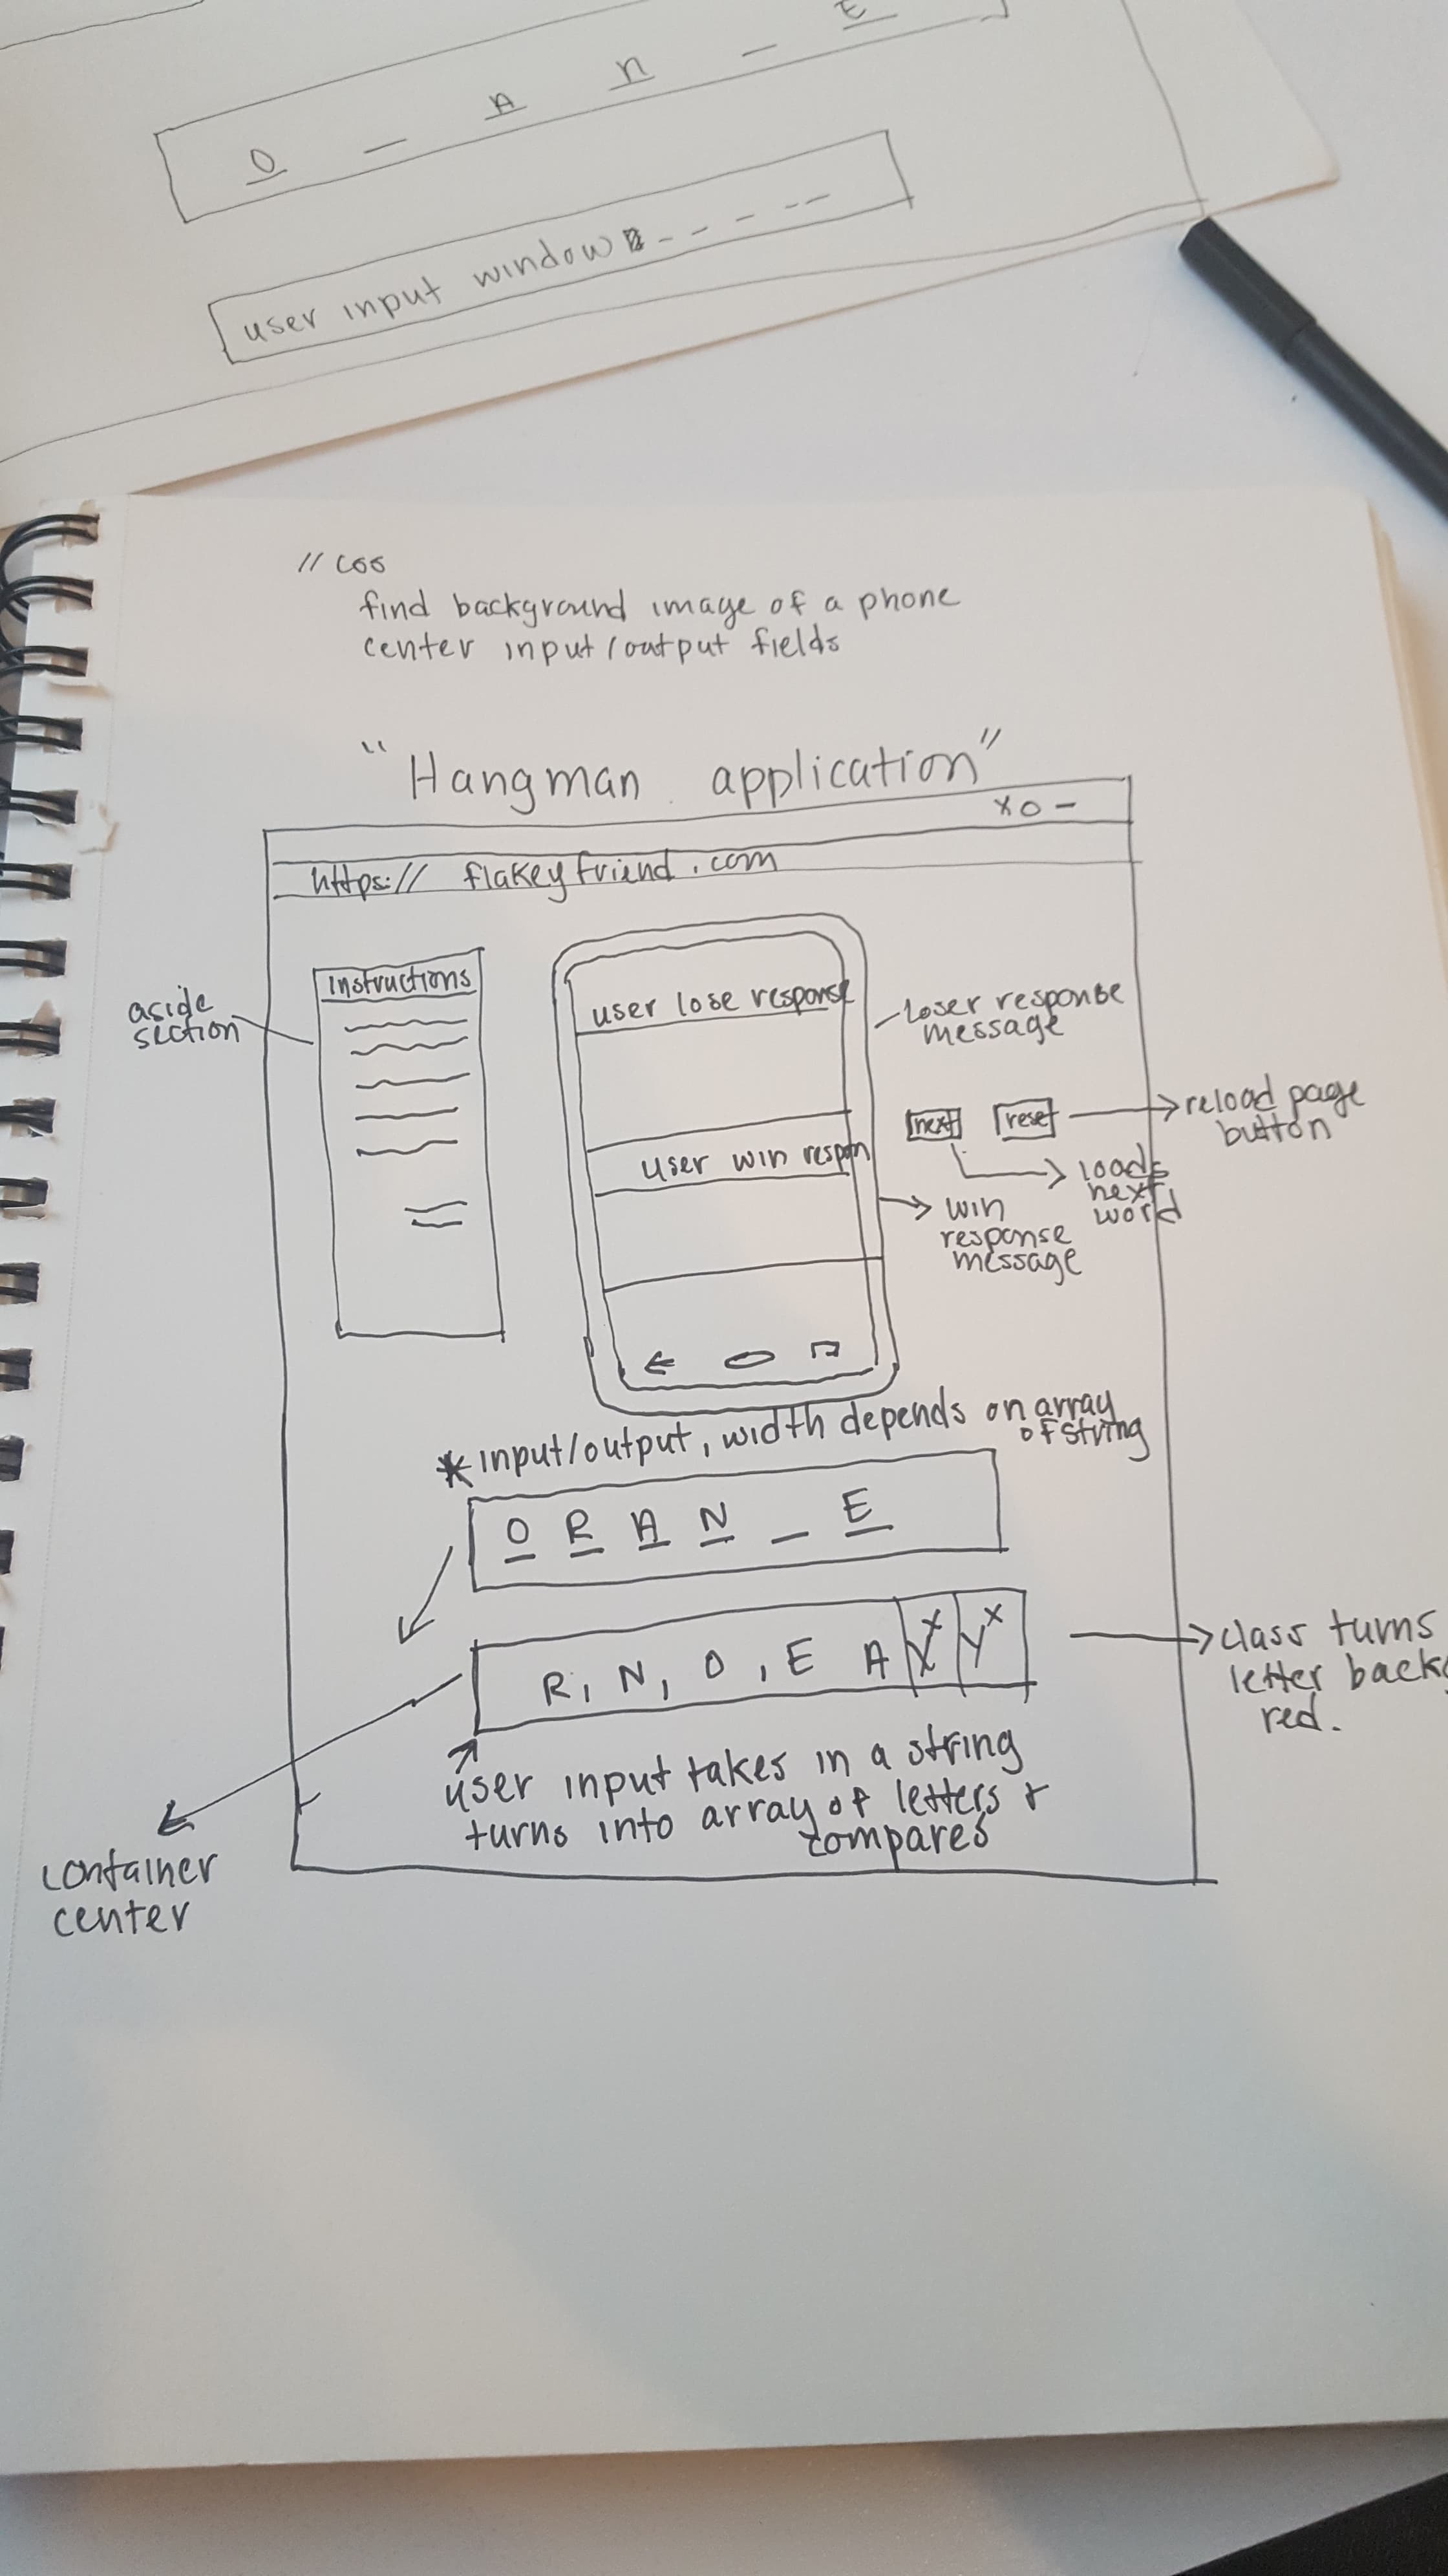 O _ A n _ E
user input window - - - - -
// css
find background image of a phone
center input/output fields
"Hangman application"
x o -
https:// flakeyfriend.com
instructions
aside
section
user lose response
loser response
message
next
reset
reload page
button
loads
next
word
user win respon
win
response
message
* input/output, width depends on array
of string
O R A N _ E
R, N, O, E A Y x Y x
class turns
letter back
red.
user input takes in a string
turns into array of letters &
compares
container
center